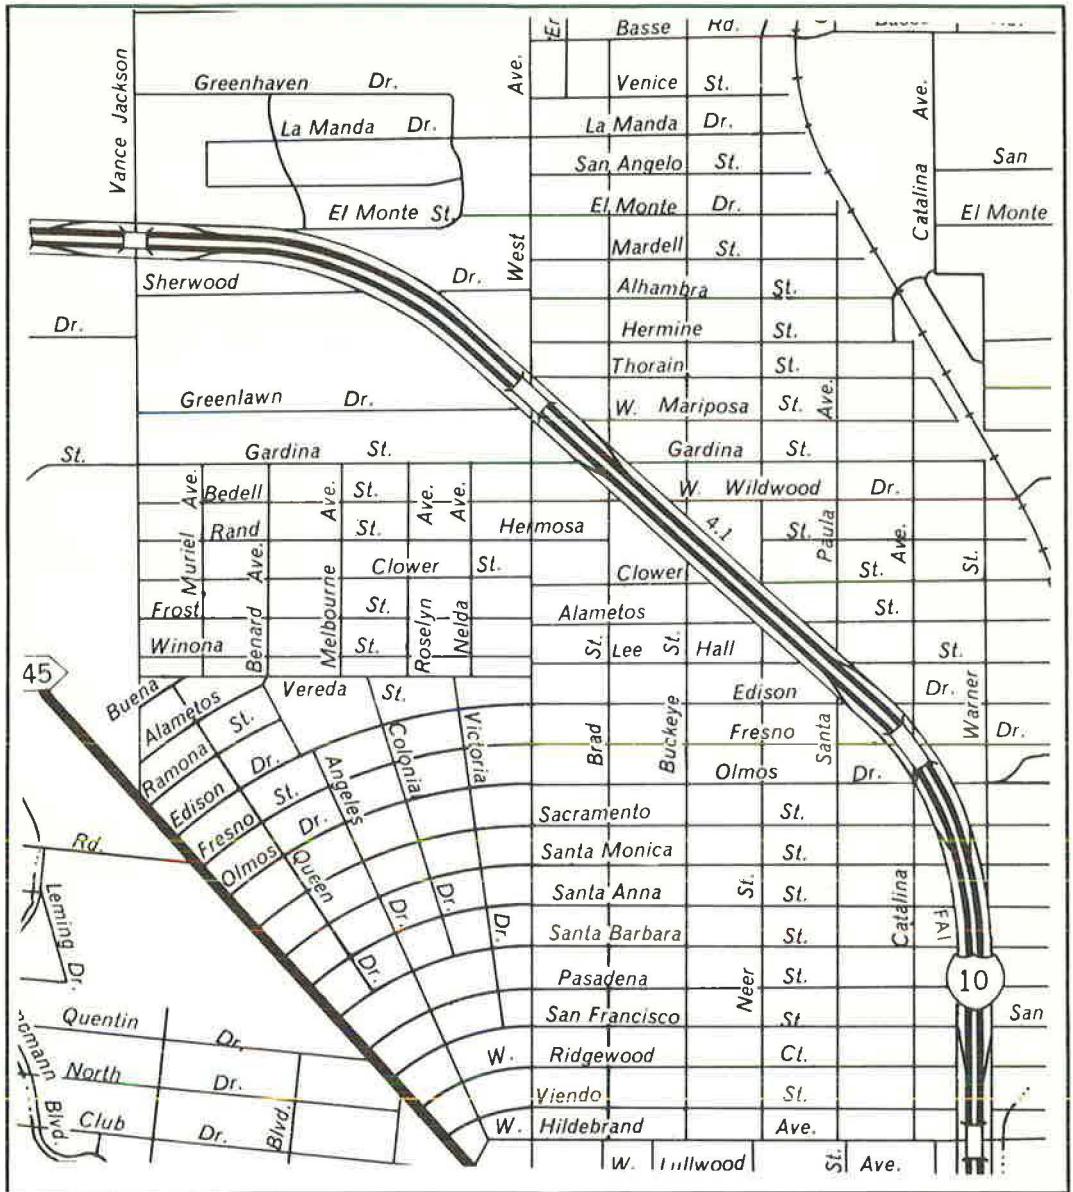 Er
Basse Rd.
Vance Jackson
Greenhaven Dr.
West Ave.
Venice St.
Catalina Ave.
La Manda Dr.
La Manda Dr.
San Angelo St.
San
El Monte St.
El Monte Dr.
El Monte
Mardell St.
Sherwood Dr.
Alhambra St.
Dr.
Hermine St.
Thorain St.
Greenlawn Dr.
W. Mariposa St.
St.
Gardina St.
Gardina St.
Muriel Ave.
Bedell St.
Benard Ave.
Melbourne Ave.
Roselyn Ave.
Nelda Ave.
W. Wildwood Dr.
Rand St.
Hermosa St.
4.1
Santa Paula Ave.
Clower St.
Clower St.
Frost St.
Alametos St.
Winona St.
Lee Hall St.
45
Buena Vereda St.
Brad St.
Buckeye St.
Edison Dr.
Warner St.
Alametos St.
Ramona
Edison Dr.
Fresno St.
Olmos Dr.
Queen Dr.
Angeles Dr.
Colonia Dr.
Victoria Dr.
Fresno Dr.
Olmos Dr.
Sacramento St.
Santa Monica St.
Rd.
Leming Dr.
Santa Anna St.
Neer St.
Catalina Ave.
FAI
10
Santa Barbara St.
Pasadena St.
San Francisco St.
San
Quentin Dr.
W. Ridgewood Ct.
North Dr.
Viendo St.
Blvd.
Club Dr.
Blvd.
W. Hildebrand Ave.
W. Lullwood Ave.
St.